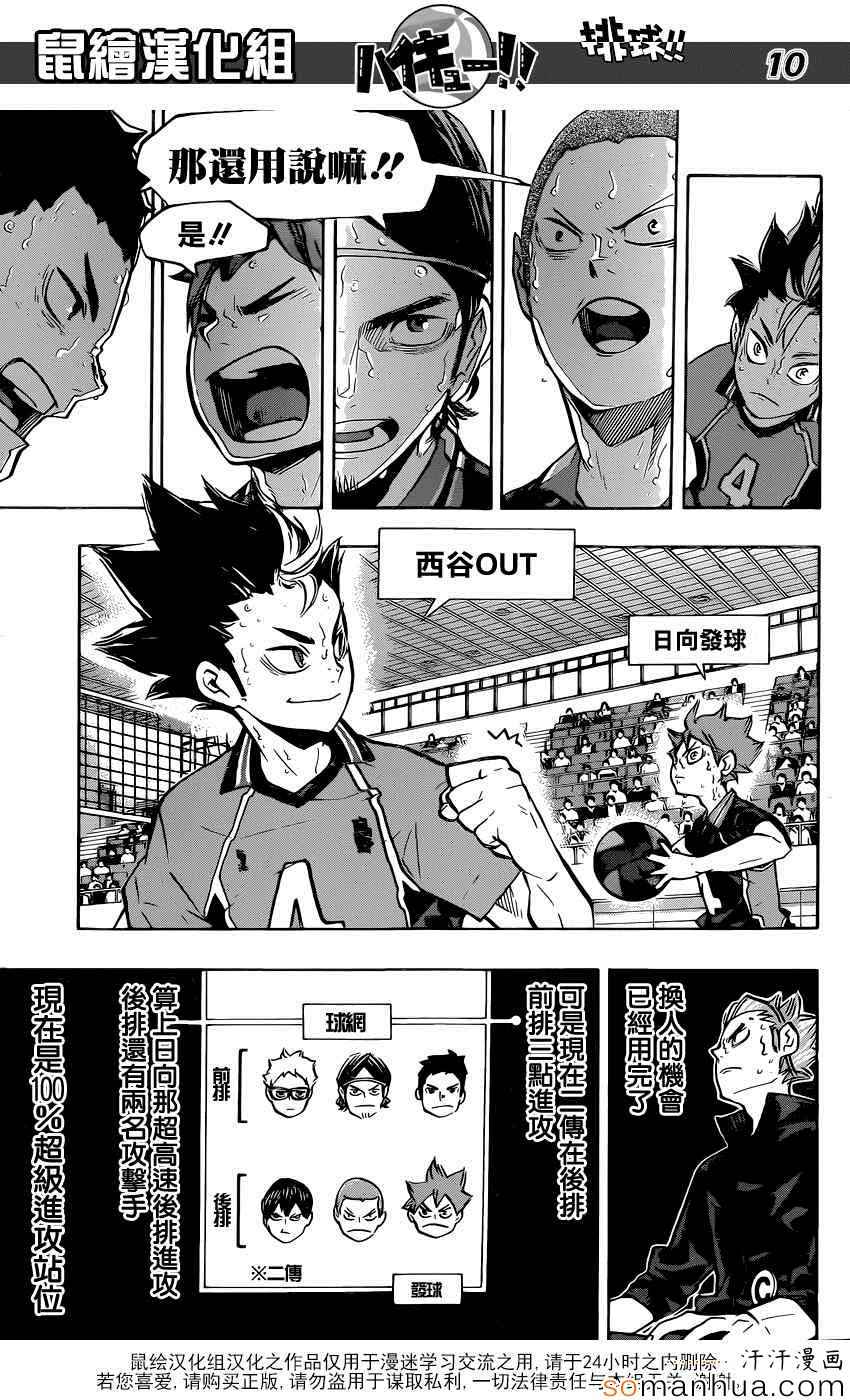 鼠繪漢化組
ハイキュー!!
排球!!
10
那還用說嘛!!
是!!
4
西谷OUT
日向發球
4
換人的機會
已經用完了
可是現在二傳在後排
前排三點進攻
球網
前排
後排
※二傳
發球
算上日向那超高速後排進攻
後排還有兩名攻擊手
現在是100%超級進攻站位
C
鼠绘汉化组汉化之作品仅用于漫迷学习交流之用,请于24小时之内删除
若您喜爱,请购买正版,请勿盗用于谋取私利,一切法律责任与
汗汗漫画
somanhua.com